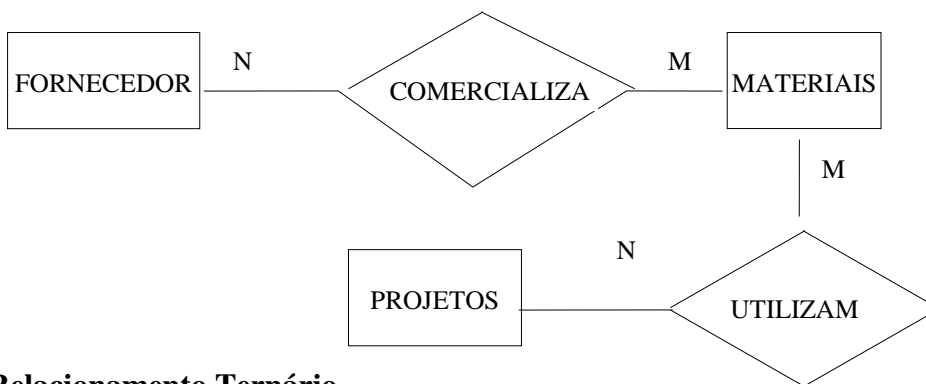 N
M
FORNECEDOR
COMERCIALIZA
MATERIAIS
M
N
PROJETOS
UTILIZAM
Relacionamento Ternário